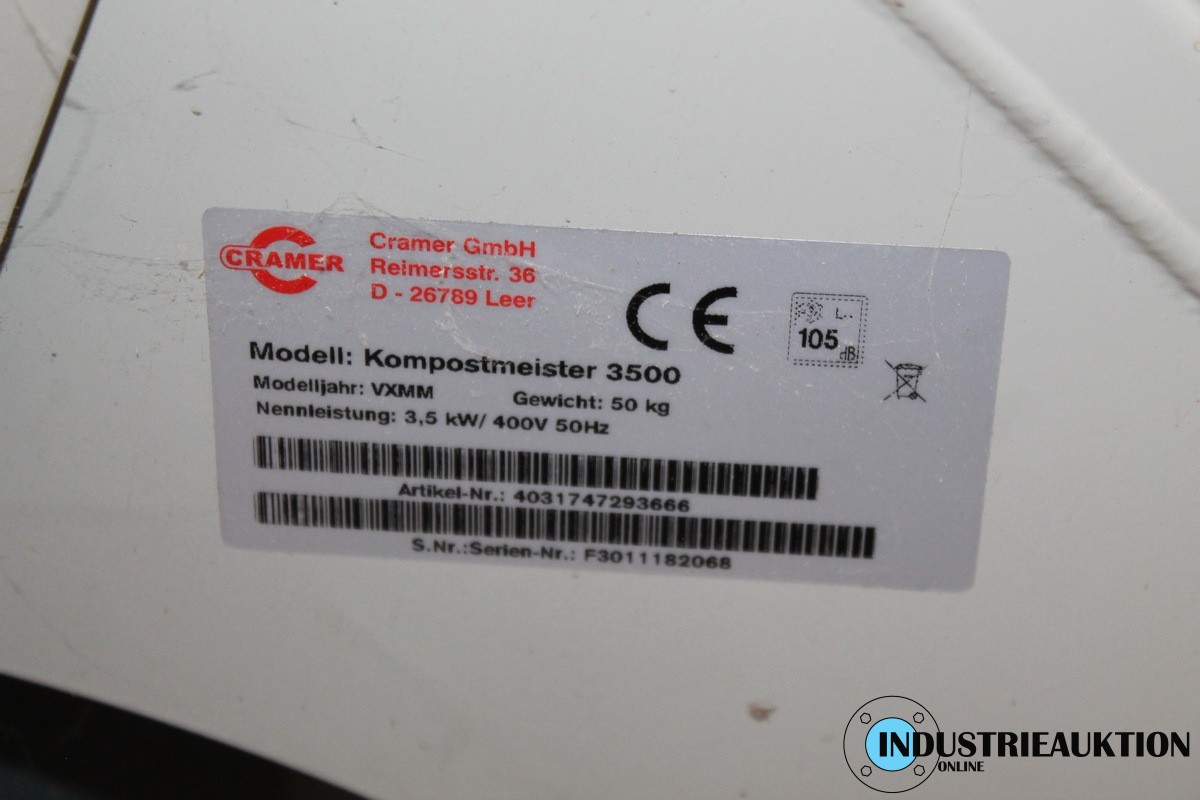 CRAMER
Cramer GmbH
Reimersstr. 36
D - 26789 Leer
CE
L..
105
dB
Modell: Kompostmeister 3500
Modelljahr: VXMM Gewicht: 50 kg
Nennleistung: 3,5 kW/ 400V 50Hz
Artikel-Nr.: 4031747293666
S.Nr.:Serien-Nr.: F3011182068
INDUSTRIEAUKTION
ONLINE